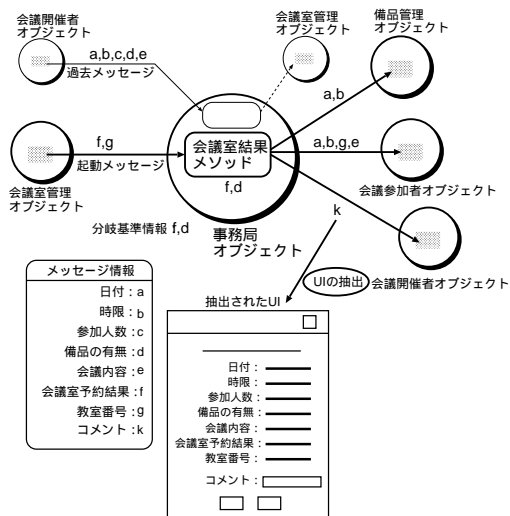 会議開催者
オブジェクト
a,b,c,d,e
過去メッセージ
会議室管理
オブジェクト
備品管理
オブジェクト
a,b
f,g
起動メッセージ
会議室管理
オブジェクト
会議室結果
メソッド
f,d
a,b,g,e
会議参加者オブジェクト
k
分岐基準情報 f,d
事務局
オブジェクト
会議開催者オブジェクト
UIの抽出
メッセージ情報
日付：a
時限：b
参加人数：c
備品の有無：d
会議内容：e
会議室予約結果：f
教室番号：g
コメント：k
抽出されたUI
日付：
時限：
参加人数：
備品の有無：
会議内容：
会議室予約結果：
教室番号：
コメント：